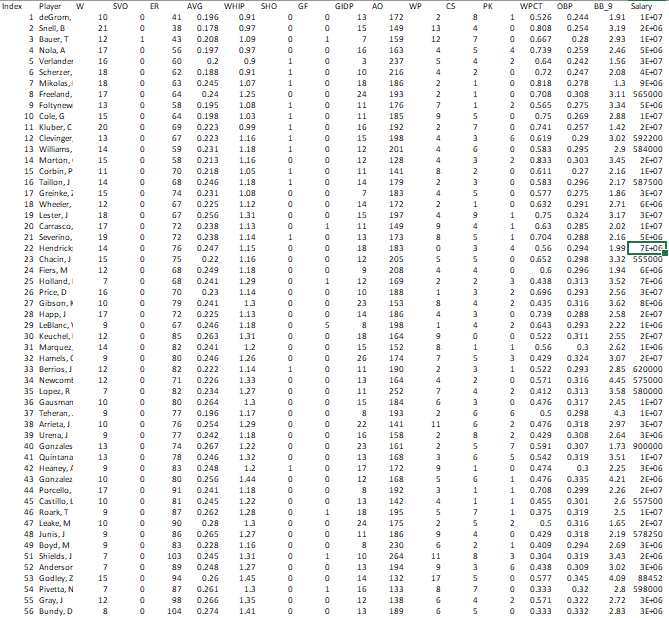 Index Player W SVO ER AVG WHIP SHO GF GIDP AO WP CS PK WPCT OBP BB_9 Salary
1 deGrom, 10 0 41 0.196 0.91 0 0 13 172 2 8 1 0.526 0.244 1.91 1E+07
2 Snell, B 21 0 38 0.178 0.97 0 0 15 149 13 4 0 0.808 0.254 3.19 2E+06
3 Bauer, T 12 1 43 0.208 1.09 0 1 7 159 12 7 0 0.667 0.28 2.93 1E+07
4 Nola, A 17 0 56 0.197 0.97 0 0 16 163 4 5 4 0.739 0.259 2.46 5E+06
5 Verlander 16 0 60 0.2 0.9 1 0 3 237 5 4 2 0.64 0.242 1.56 3E+07
6 Scherzer, 18 0 62 0.188 0.91 1 0 10 216 4 2 0 0.72 0.247 2.08 4E+07
7 Mikolas, 18 0 63 0.245 1.07 1 0 18 186 2 1 0 0.818 0.278 1.3 9E+06
8 Freeland, 17 0 64 0.24 1.25 0 0 24 193 2 1 0 0.708 0.308 3.11 565000
9 Foltynew 13 0 58 0.195 1.08 1 0 11 176 7 1 2 0.565 0.275 3.34 5E+06
10 Cole, G 15 0 64 0.198 1.03 1 0 11 185 9 5 0 0.75 0.269 2.88 1E+07
11 Kluber, C 20 0 69 0.223 0.99 1 0 16 192 2 7 0 0.741 0.257 1.42 2E+07
12 Clevinger, 13 0 67 0.223 1.16 1 0 15 198 4 3 6 0.619 0.29 3.02 592200
13 Williams, 14 0 59 0.231 1.18 1 0 12 201 4 6 0 0.583 0.295 2.9 584000
14 Morton, 15 0 58 0.213 1.16 0 0 12 128 4 3 2 0.833 0.303 3.45 2E+07
15 Corbin, P 11 0 70 0.218 1.05 1 0 11 141 8 2 0 0.611 0.27 2.16 1E+07
16 Taillon, J 14 0 68 0.246 1.18 1 0 14 179 2 3 0 0.583 0.296 2.17 587500
17 Greinke, 15 0 74 0.231 1.08 0 0 7 183 4 5 0 0.577 0.275 1.86 3E+07
18 Wheeler, 12 0 67 0.225 1.12 0 0 14 172 2 1 0 0.632 0.291 2.71 6E+06
19 Lester, J 18 0 67 0.256 1.31 0 0 15 197 4 9 1 0.75 0.324 3.17 3E+07
20 Carrasco, 17 0 72 0.238 1.13 0 1 11 149 9 4 1 0.63 0.285 2.02 1E+07
21 Severino, 19 0 72 0.238 1.14 1 0 13 173 8 5 1 0.704 0.288 2.16 5E+06
22 Hendrick 14 0 76 0.247 1.15 0 0 18 183 0 3 4 0.56 0.294 1.99 7E+06
23 Chacin, J 15 0 75 0.22 1.16 0 0 12 205 5 5 0 0.652 0.298 3.32 555000
24 Fiers, M 12 0 68 0.249 1.18 0 0 9 208 4 4 0 0.6 0.296 1.94 6E+06
25 Holland, 7 0 68 0.241 1.29 0 1 12 169 2 2 3 0.438 0.313 3.52 7E+06
26 Price, D 16 0 70 0.23 1.14 0 0 10 188 1 3 2 0.696 0.293 2.56 3E+07
27 Gibson, K 10 0 79 0.241 1.3 0 0 23 153 8 4 2 0.435 0.316 3.62 8E+06
28 Happ, J 17 0 72 0.225 1.13 0 0 14 186 4 3 0 0.739 0.288 2.58 2E+07
29 LeBlanc, 9 0 67 0.246 1.18 0 5 8 198 1 4 2 0.643 0.293 2.22 1E+06
30 Keuchel, 12 0 85 0.263 1.31 0 0 18 164 9 0 0 0.522 0.311 2.55 2E+07
31 Marquez, 14 0 82 0.241 1.2 0 0 15 152 8 1 1 0.56 0.3 2.62 1E+06
32 Hamels, C 9 0 80 0.246 1.26 0 0 26 174 7 5 3 0.429 0.324 3.07 2E+07
33 Berrios, J 12 0 82 0.222 1.14 1 0 11 190 2 3 1 0.522 0.293 2.85 620000
34 Newcomb 12 0 71 0.226 1.33 0 0 13 164 4 2 0 0.571 0.316 4.45 575000
35 Lopez, R 7 0 82 0.234 1.27 0 0 11 252 7 4 2 0.412 0.313 3.58 580000
36 Gausman 10 0 80 0.264 1.3 0 0 15 184 6 3 0 0.476 0.317 2.45 1E+07
37 Teheran, 9 0 77 0.196 1.17 0 0 8 193 2 6 6 0.5 0.298 4.3 1E+07
38 Arrieta, J 10 0 76 0.254 1.29 0 0 22 141 11 6 2 0.476 0.318 2.97 3E+07
39 Urena, J 9 0 77 0.242 1.18 0 0 16 158 2 8 2 0.429 0.308 2.64 3E+06
40 Gonzales 13 0 74 0.267 1.22 0 0 23 161 2 5 7 0.591 0.307 1.73 900000
41 Quintana 13 0 78 0.246 1.32 0 0 13 168 3 6 5 0.542 0.319 3.51 1E+07
42 Heaney, A 9 0 83 0.248 1.2 1 0 17 172 9 1 0 0.474 0.3 2.25 3E+06
43 Gonzalez 10 0 80 0.256 1.44 0 0 12 168 5 6 1 0.476 0.335 4.21 2E+06
44 Porcello, 17 0 91 0.241 1.18 0 0 8 192 3 1 1 0.708 0.299 2.26 2E+07
45 Castillo, L 10 0 81 0.245 1.22 0 0 13 142 4 1 1 0.455 0.301 2.6 557500
46 Roark, T 9 0 87 0.262 1.28 0 1 18 195 5 7 1 0.375 0.319 2.5 1E+07
47 Leake, M 10 0 90 0.28 1.3 0 0 24 175 2 5 2 0.5 0.316 1.65 2E+07
48 Junis, J 9 0 86 0.265 1.27 0 0 11 186 9 4 0 0.429 0.318 2.19 578250
49 Boyd, M 9 0 83 0.228 1.16 0 0 8 230 6 2 1 0.409 0.294 2.69 3E+06
51 Shields, J 7 0 103 0.245 1.31 0 1 10 264 11 8 3 0.304 0.319 3.43 2E+06
52 Anderson 7 0 89 0.248 1.27 0 0 13 194 9 3 6 0.438 0.309 3.02 3E+06
53 Godley, Z 15 0 94 0.26 1.45 0 0 14 132 17 5 0 0.577 0.345 4.09 88452
54 Pivetta, N 7 0 87 0.261 1.3 0 1 16 133 8 7 0 0.333 0.32 2.8 598000
55 Gray, J 12 0 98 0.266 1.35 0 0 12 138 6 4 2 0.571 0.322 2.72 3E+06
56 Bundy, D 8 0 104 0.274 1.41 0 0 13 189 6 5 0 0.333 0.332 2.83 3E+06